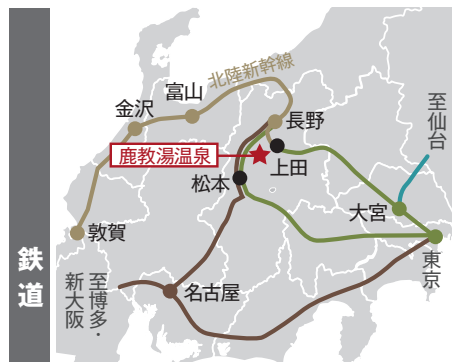 鉄道
北陸新幹線
富山
金沢
長野
至仙台
鹿教湯温泉
上田
松本
大宮
敦賀
東京
名古屋
至博多・
新大阪